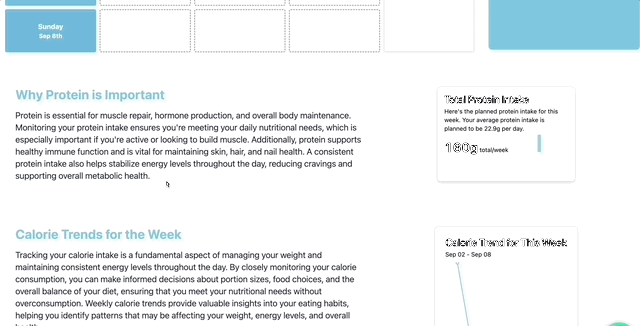 Sunday
Sep 8th
Why Protein is Important
Protein is essential for muscle repair, hormone production, and overall body maintenance.
Monitoring your protein intake ensures you're meeting your daily nutritional needs, which is
especially important if you're active or looking to build muscle. Additionally, protein supports
healthy immune function and is vital for maintaining skin, hair, and nail health. A consistent
protein intake also helps stabilize energy levels throughout the day, reducing cravings and
supporting overall metabolic health.
Total Protein Intake
Here's the planned protein intake for this
week. Your average protein intake is
planned to be 22.9g per day.
160g total/week
Calorie Trends for the Week
Tracking your calorie intake is a fundamental aspect of managing your weight and
maintaining consistent energy levels throughout the day. By closely monitoring your calorie
consumption, you can make informed decisions about portion sizes, food choices, and the
overall balance of your diet, ensuring that you meet your nutritional needs without
overconsumption. Weekly calorie trends provide valuable insights into your eating habits,
helping you identify patterns that may be affecting your weight, energy levels, and overall
Calorie Trend for This Week
Sep 02 - Sep 08